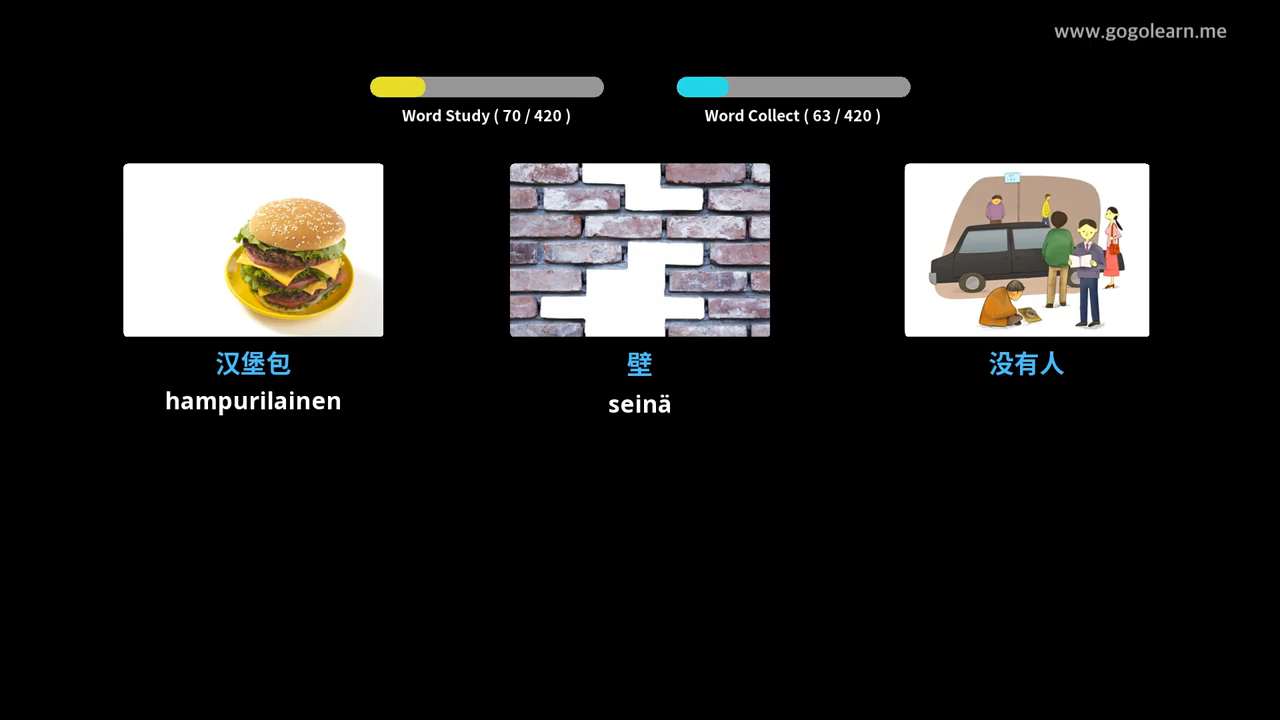 www.gogolearn.me
Word Study ( 70 / 420 )
Word Collect ( 63 / 420 )
汉堡包
壁
没有人
hampurilainen
seinä